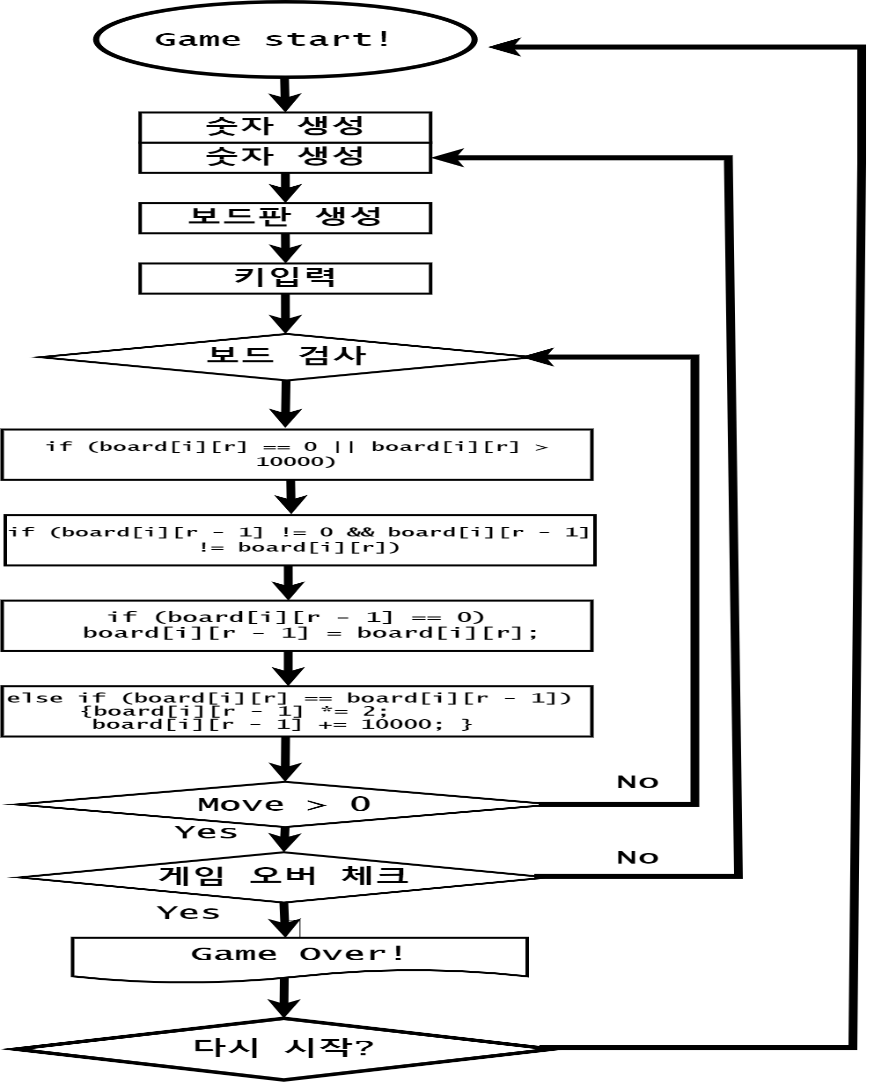 Game start!
숫자 생성
숫자 생성
보드판 생성
키입력
보드 검사
if (board[i][r] == 0 || board[i][r] >
10000)
if (board[i][r - 1] != 0 && board[i][r - 1]
!= board[i][r])
if (board[i][r - 1] == 0)
board[i][r - 1] = board[i][r];
else if (board[i][r] == board[i][r - 1])
{board[i][r - 1] *= 2;
board[i][r - 1] += 10000; }
No
Move > 0
Yes
No
게임 오버 체크
Yes
Game Over!
다시 시작?